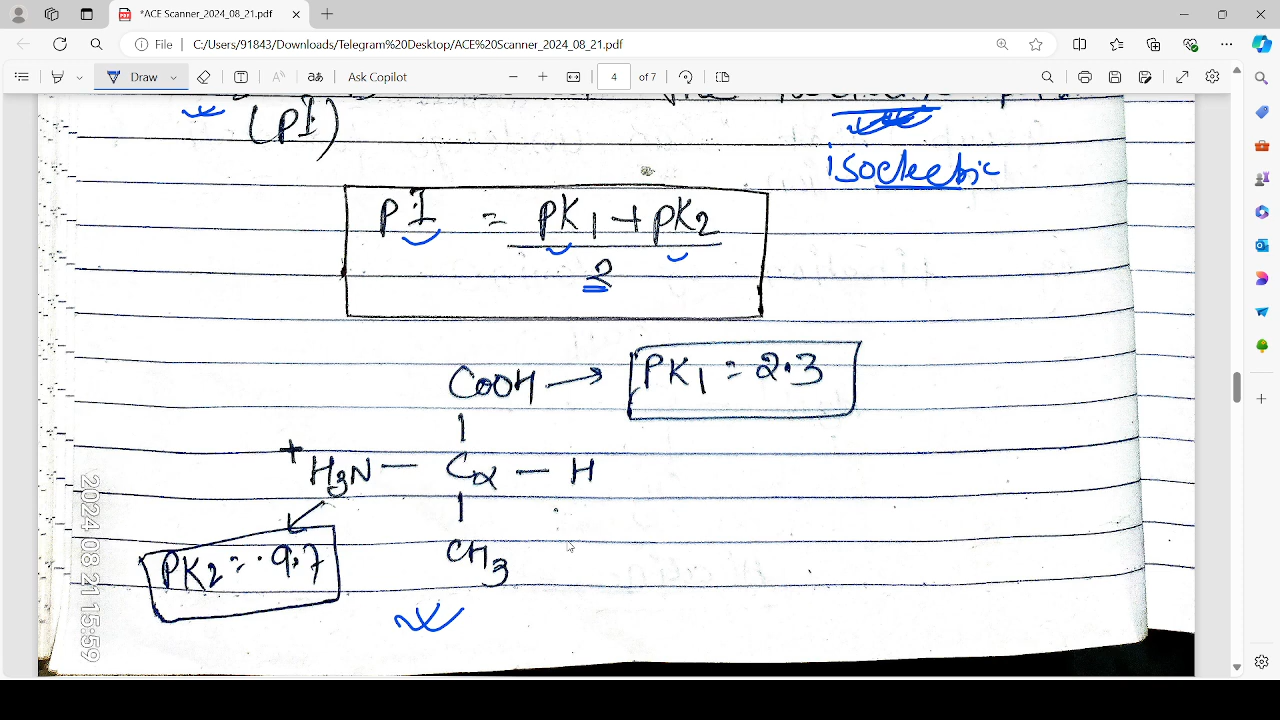 *ACE Scanner_2024_08_21.pdf
File C:/Users/91843/Downloads/Telegram%20Desktop/ACE%20Scanner_2024_08_21.pdf
Draw Ask Copilot 4 of 7
(pI)
isoelectric
pI = pK1 + pK2
2
COOH → PK1 = 2.3
+H3N — Cα — H
PK2 = 9.7
CH3
2024 08 21 15:59